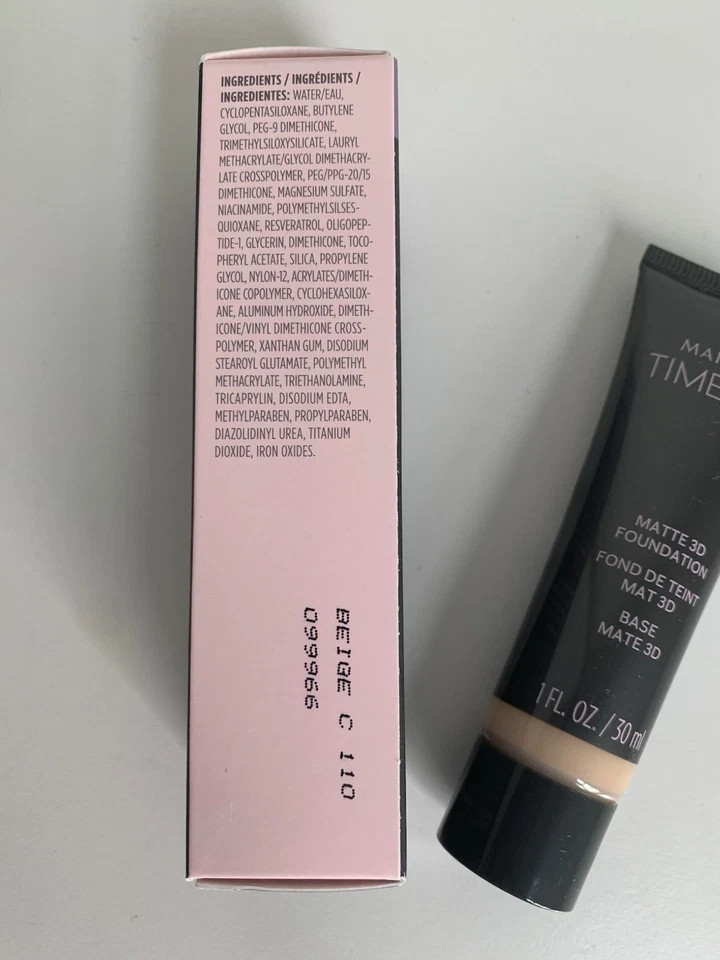 INGREDIENTS / INGRÉDIENTS /
INGREDIENTES: WATER/EAU,
CYCLOPENTASILOXANE, BUTYLENE
GLYCOL, PEG-9 DIMETHICONE,
TRIMETHYLSILOXYSILICATE, LAURYL
METHACRYLATE/GLYCOL DIMETHACRY-
LATE CROSSPOLYMER, PEG/PPG-20/15
DIMETHICONE, MAGNESIUM SULFATE,
NIACINAMIDE, POLYMETHYLSILSES-
QUIOXANE, RESVERATROL, OLIGOPEP-
TIDE-1, GLYCERIN, DIMETHICONE, TOCO-
PHERYL ACETATE, SILICA, PROPYLENE
GLYCOL, NYLON-12, ACRYLATES/DIMETH-
ICONE COPOLYMER, CYCLOHEXASILOX-
ANE, ALUMINUM HYDROXIDE, DIMETH-
ICONE/VINYL DIMETHICONE CROSS-
POLYMER, XANTHAN GUM, DISODIUM
STEAROYL GLUTAMATE, POLYMETHYL
METHACRYLATE, TRIETHANOLAMINE,
TRICAPRYLIN, DISODIUM EDTA,
METHYLPARABEN, PROPYLPARABEN,
DIAZOLIDINYL UREA, TITANIUM
DIOXIDE, IRON OXIDES.
BEIGE C 110
099966
TIME
MATTE 3D
FOUNDATION
FOND DE TEINT
MAT 3D
BASE
MATE 3D
1 FL. OZ. / 30 ml